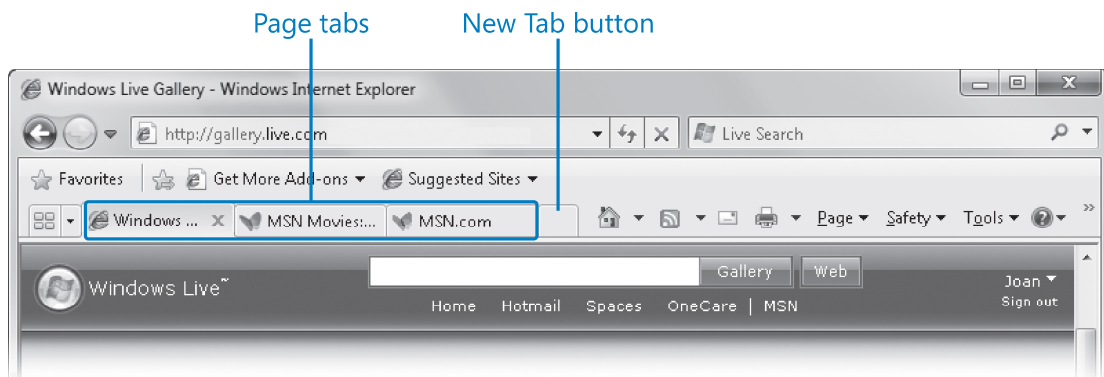 Page tabs New Tab button
Windows Live Gallery - Windows Internet Explorer
http://gallery.live.com Live Search
Favorites Get More Add-ons Suggested Sites
Windows ... MSN Movies:... MSN.com Page Safety Tools »
Windows Live™ Gallery Web
Joan
Home Hotmail Spaces OneCare | MSN Sign out